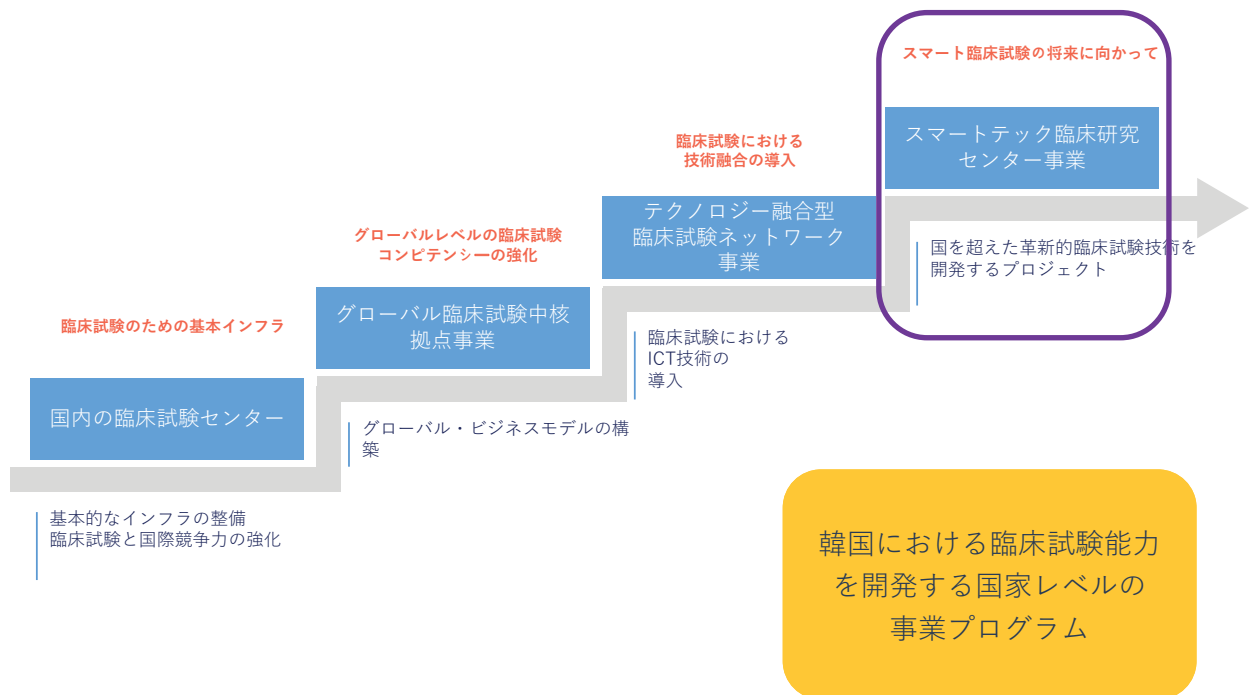 スマート臨床試験の将来に向かって
スマートテック臨床研究
センター事業
国を超えた革新的臨床試験技術を
開発するプロジェクト
臨床試験における
技術融合の導入
テクノロジー融合型
臨床試験ネットワーク
事業
臨床試験における
ICT技術の
導入
グローバルレベルの臨床試験
コンピテンシーの強化
グローバル臨床試験中核
拠点事業
グローバル・ビジネスモデルの構
築
臨床試験のための基本インフラ
国内の臨床試験センター
基本的なインフラの整備
臨床試験と国際競争力の強化
韓国における臨床試験能力
を開発する国家レベルの
事業プログラム